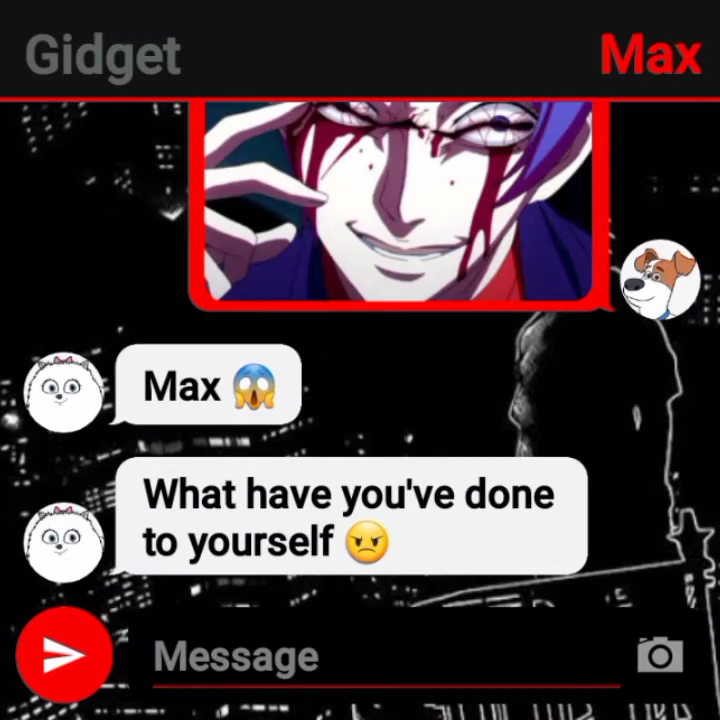 Gidget
Max
Max 😱
What have you've done
to yourself 😠
Message